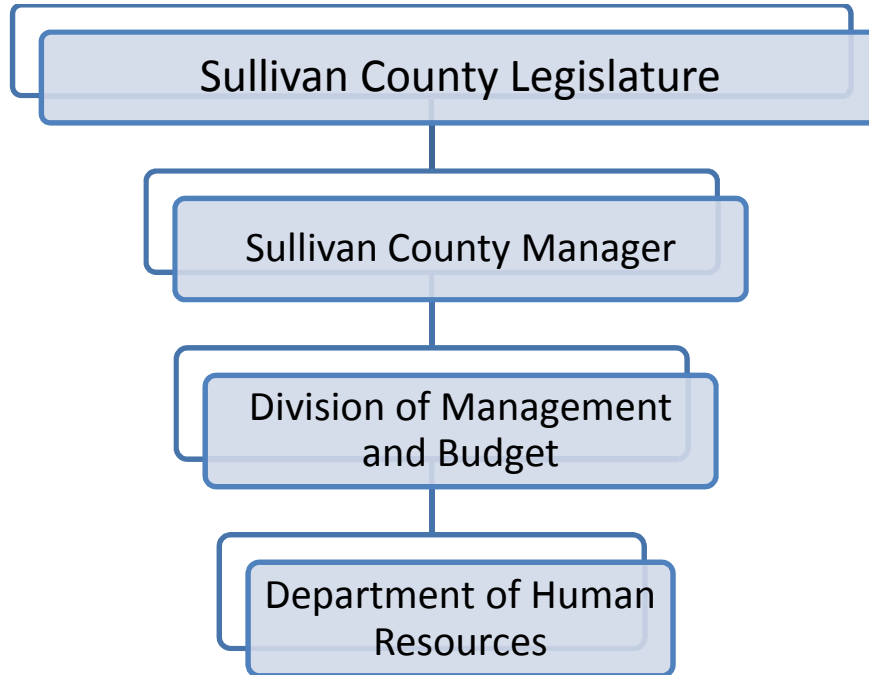 Sullivan County Legislature
Sullivan County Manager
Division of Management
and Budget
Department of Human
Resources